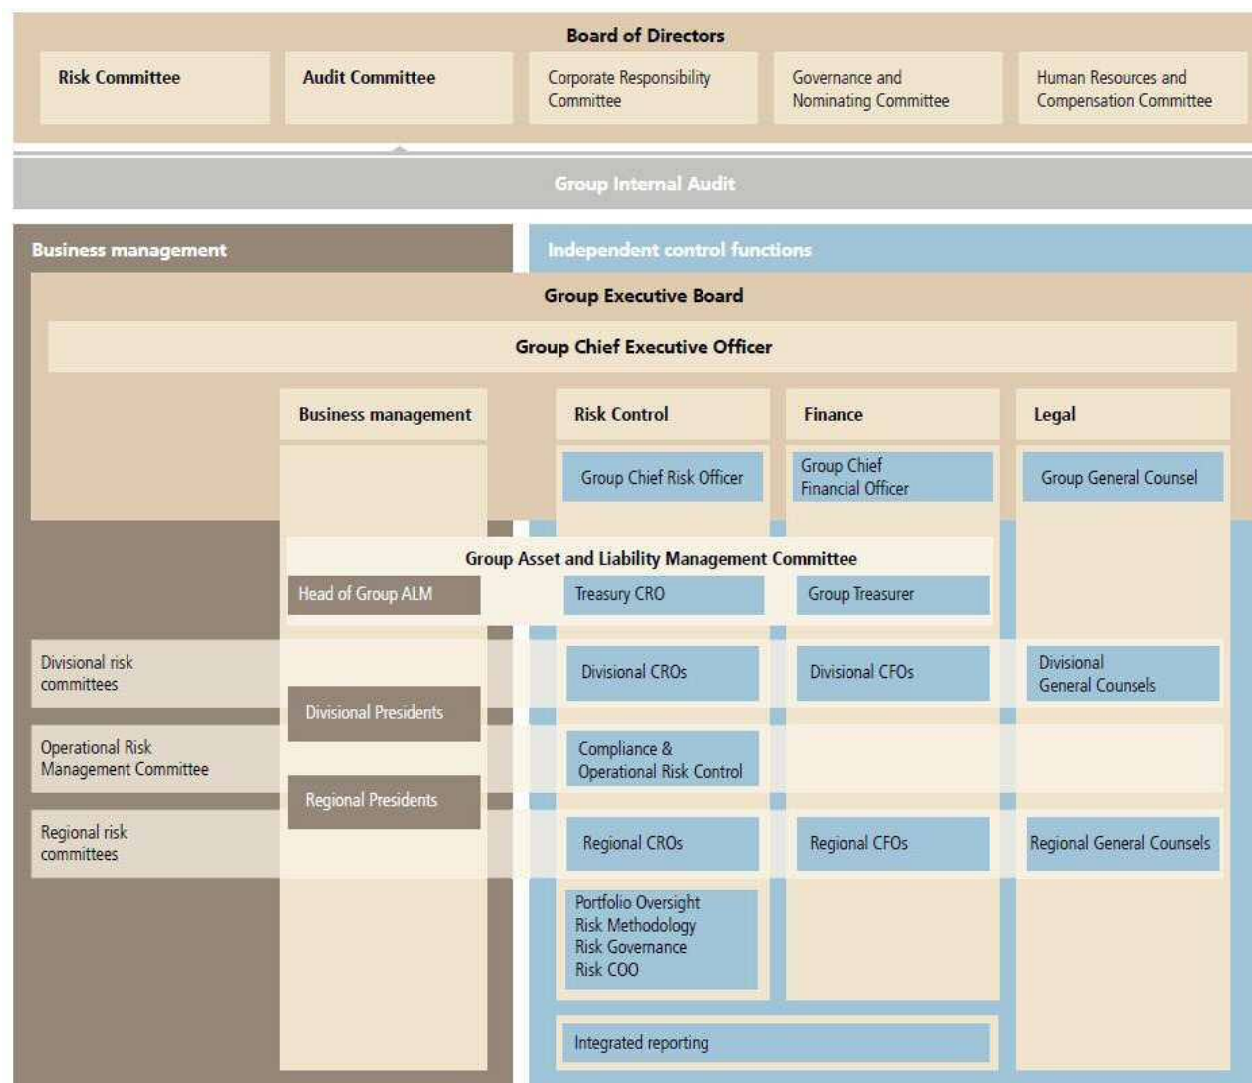 Board of Directors
Risk Committee
Audit Committee
Corporate Responsibility
Committee
Governance and
Nominating Committee
Human Resources and
Compensation Committee
Group Internal Audit
Business management
Independent control functions
Group Executive Board
Group Chief Executive Officer
Business management
Risk Control
Finance
Legal
Group Chief Risk Officer
Group Chief
Financial Officer
Group General Counsel
Group Asset and Liability Management Committee
Head of Group ALM
Treasury CRO
Group Treasurer
Divisional risk
committees
Divisional CROs
Divisional CFOs
Divisional
General Counsels
Divisional Presidents
Operational Risk
Management Committee
Compliance &
Operational Risk Control
Regional Presidents
Regional risk
committees
Regional CROs
Regional CFOs
Regional General Counsels
Portfolio Oversight
Risk Methodology
Risk Governance
Risk COO
Integrated reporting